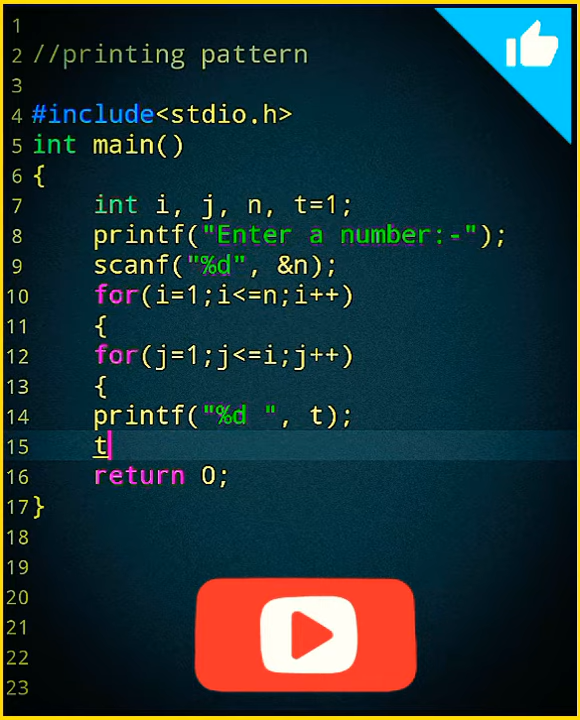 1
2 //printing pattern
3
4 #include<stdio.h>
5 int main()
6 {
7 int i, j, n, t=1;
8 printf("Enter a number:-");
9 scanf("%d", &n);
10 for(i=1;i<=n;i++)
11 {
12 for(j=1;j<=i;j++)
13 {
14 printf("%d ", t);
15 t
16 return 0;
17 }
18
19
20
21
22
23